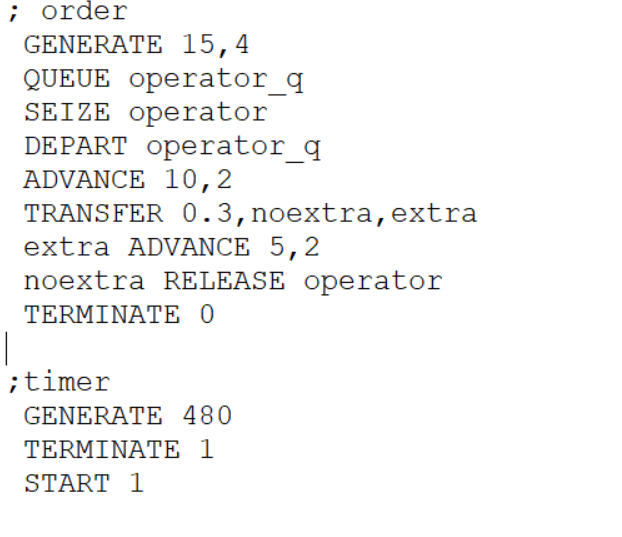 ; order
GENERATE 15,4
QUEUE operator_q
SEIZE operator
DEPART operator_q
ADVANCE 10,2
TRANSFER 0.3,noextra,extra
extra ADVANCE 5,2
noextra RELEASE operator
TERMINATE 0
;timer
GENERATE 480
TERMINATE 1
START 1